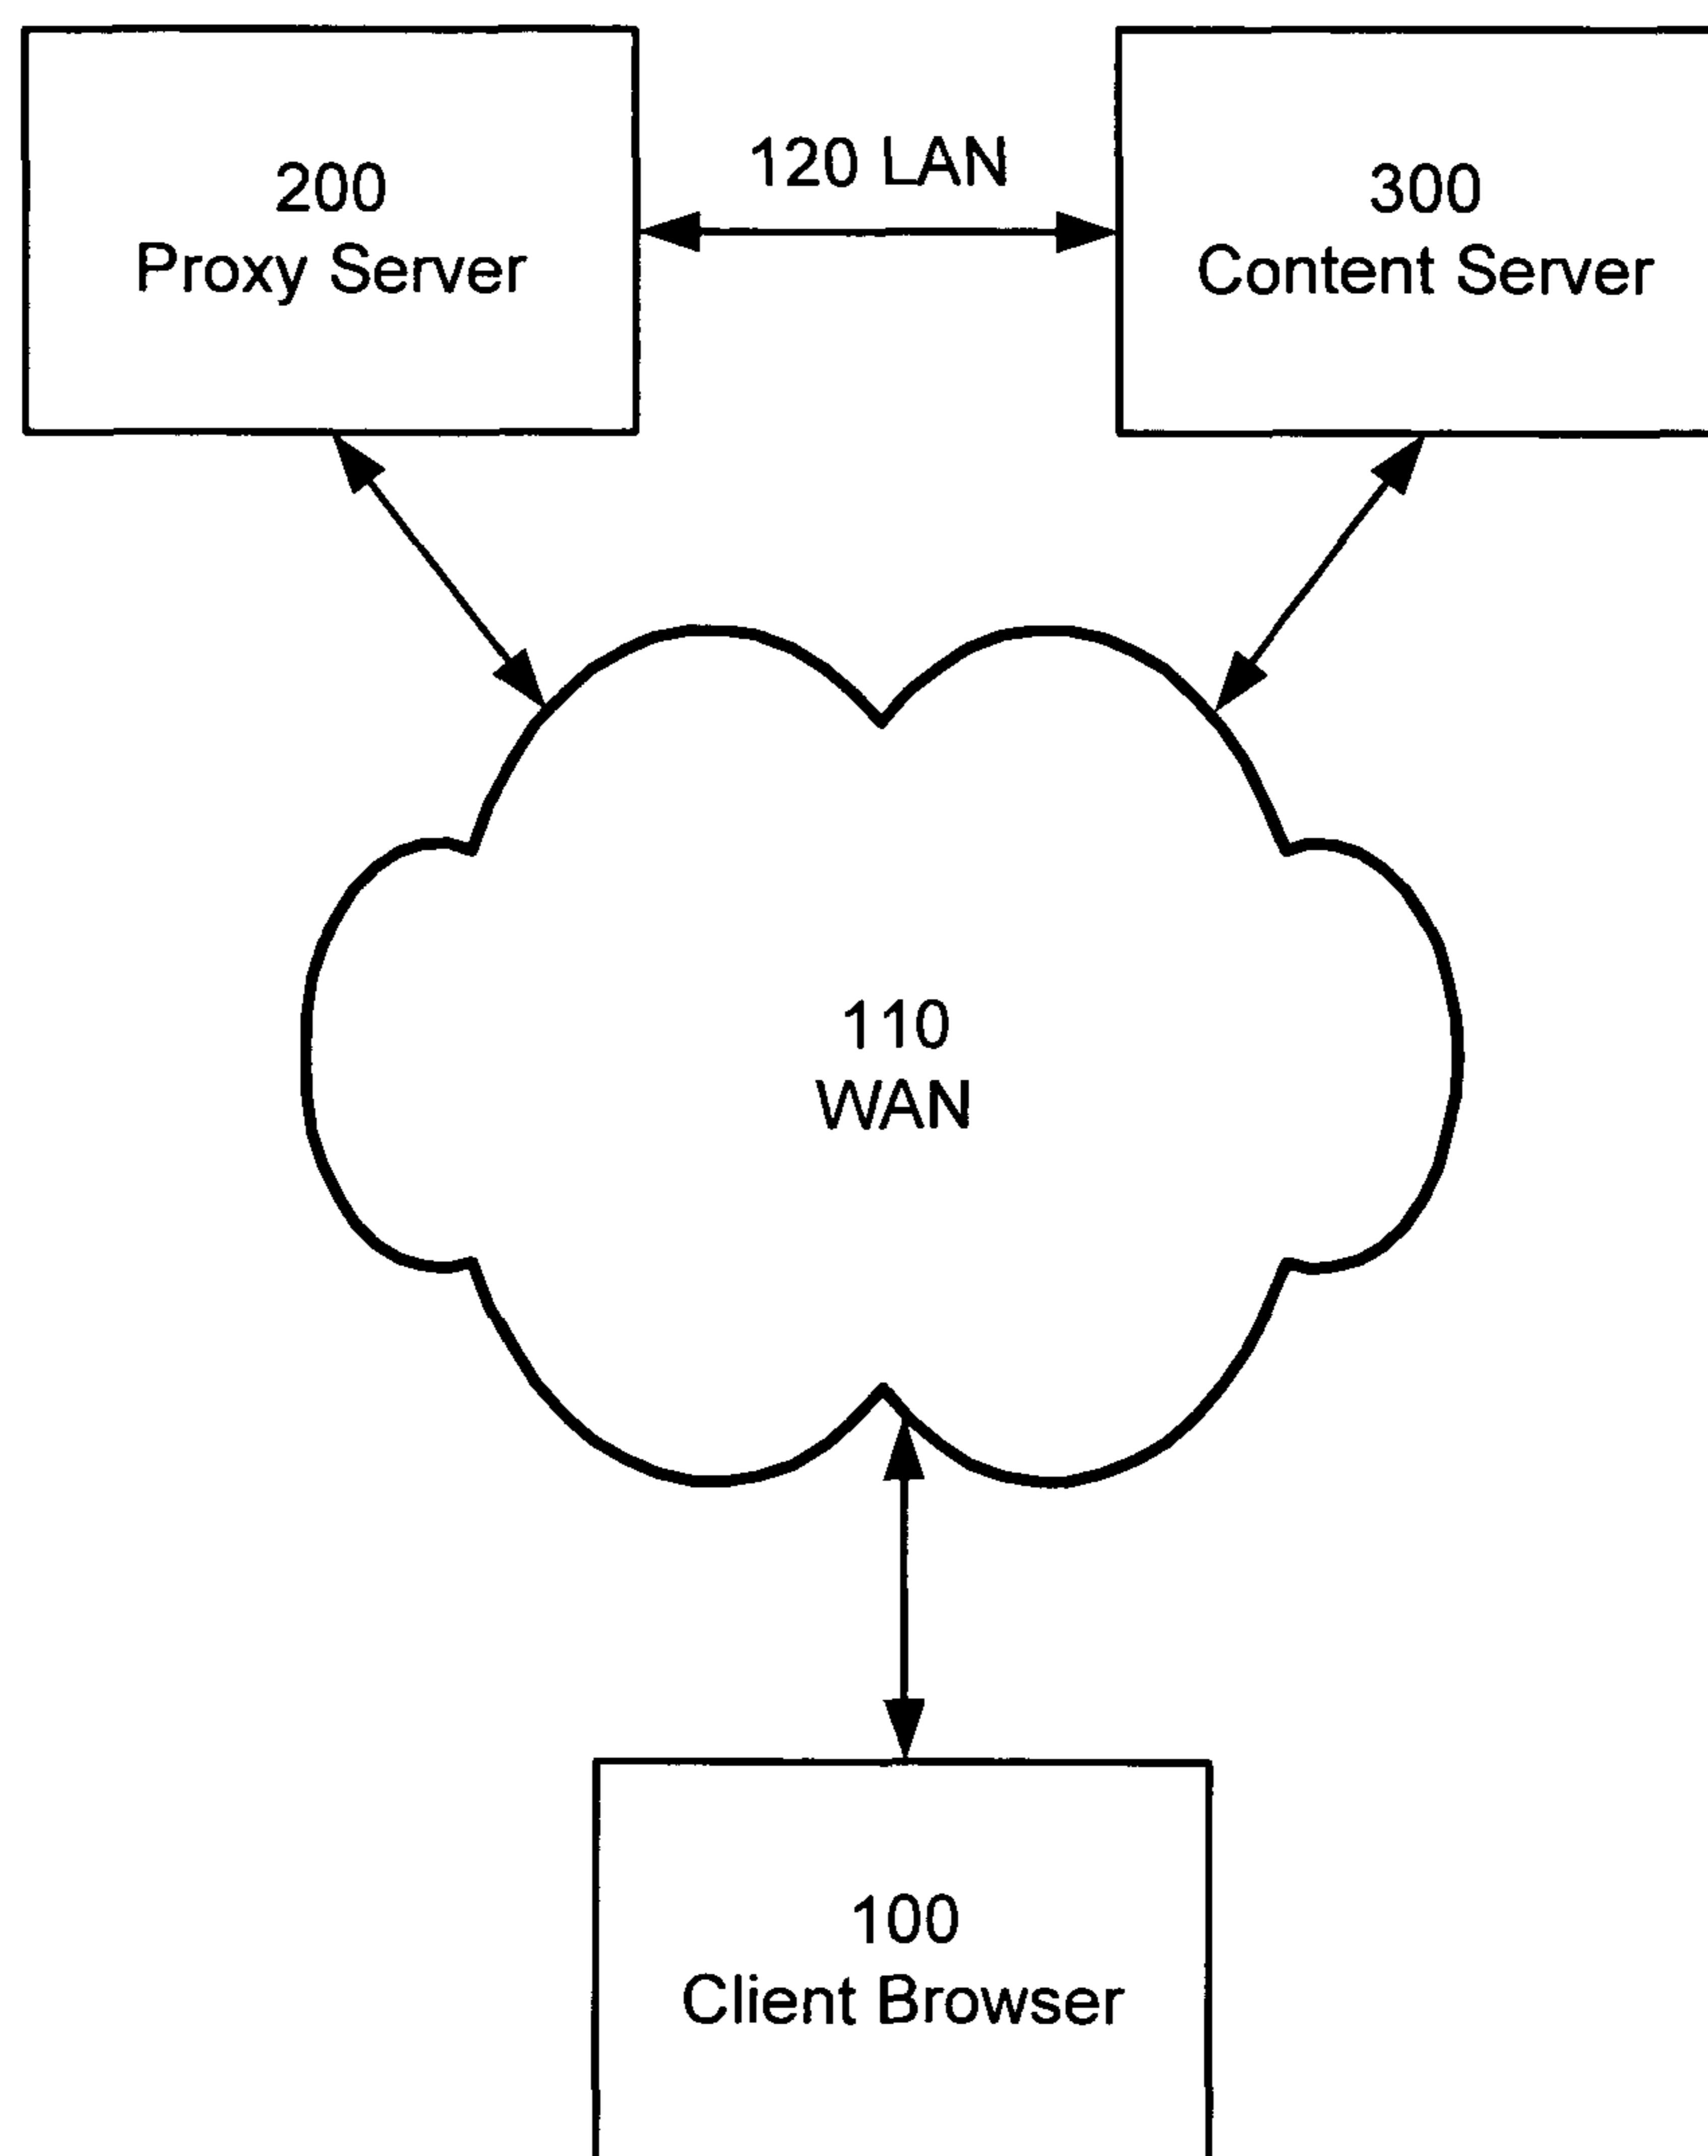 200
Proxy Server
120 LAN
300
Content Server
110
WAN
100
Client Browser